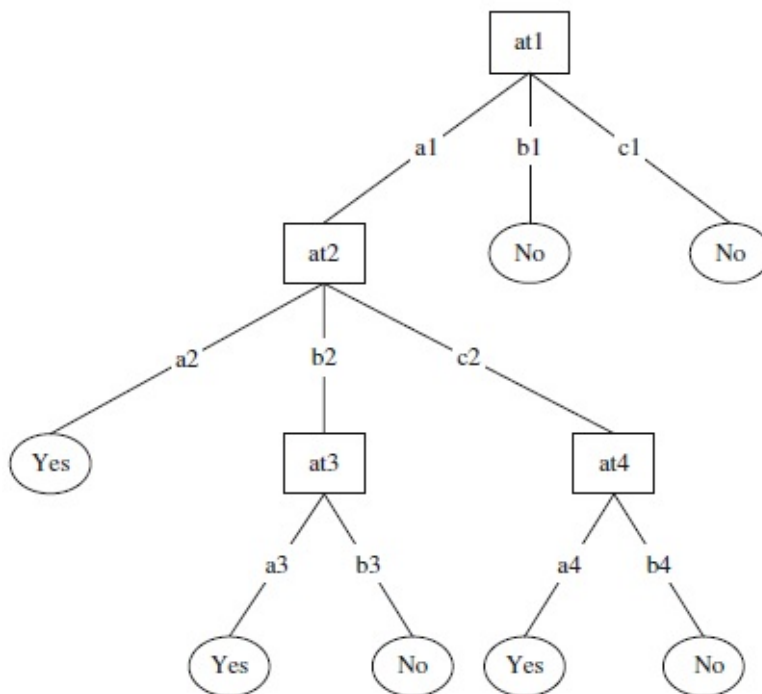 at1
a1 b1 c1
at2 No No
a2 b2 c2
Yes at3 at4
a3 b3 a4 b4
Yes No Yes No